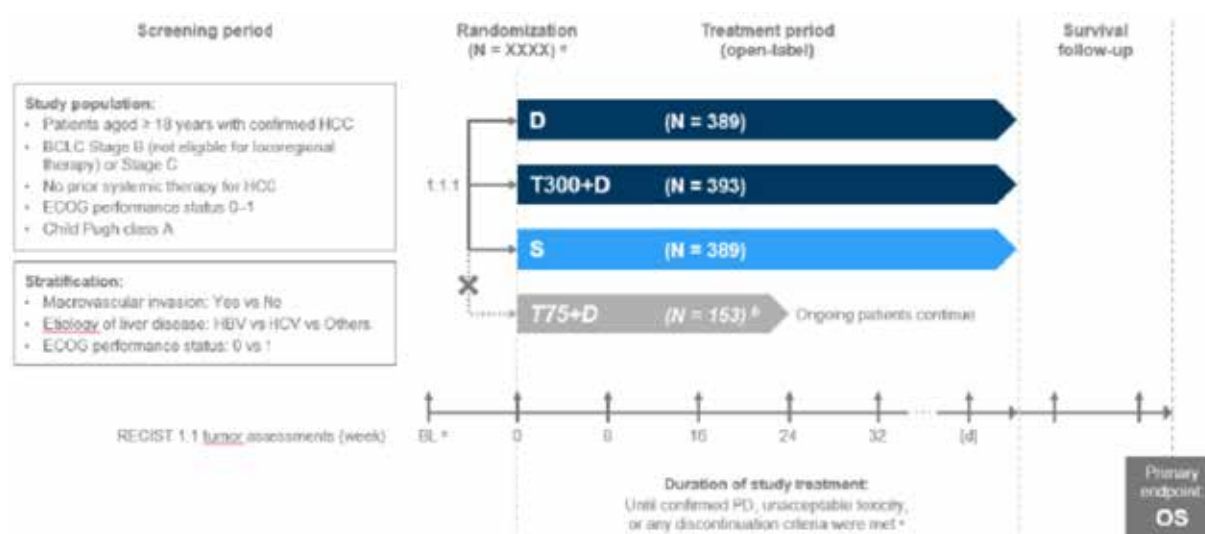 Screening period
Randomization
(N = XXXX) ᵃ
Treatment period
(open-label)
Survival
follow-up
Study population:
• Patients aged ≥ 18 years with confirmed HCC
• BCLC Stage B (not eligible for locoregional
therapy) or Stage C
• No prior systemic therapy for HCC
• ECOG performance status 0–1
• Child Pugh class A
Stratification:
• Macrovascular invasion: Yes vs No
• Etiology of liver disease: HBV vs HCV vs Others
• ECOG performance status: 0 vs 1
1:1:1
D (N = 389)
T300+D (N = 393)
S (N = 389)
T75+D (N = 153) ᵇ
Ongoing patients continue
RECIST 1.1 tumor assessments (week)
BL 0 8 16 24 32 [d]
Duration of study treatment:
Until confirmed PD, unacceptable toxicity,
or any discontinuation criteria were met
Primary
endpoint
OS